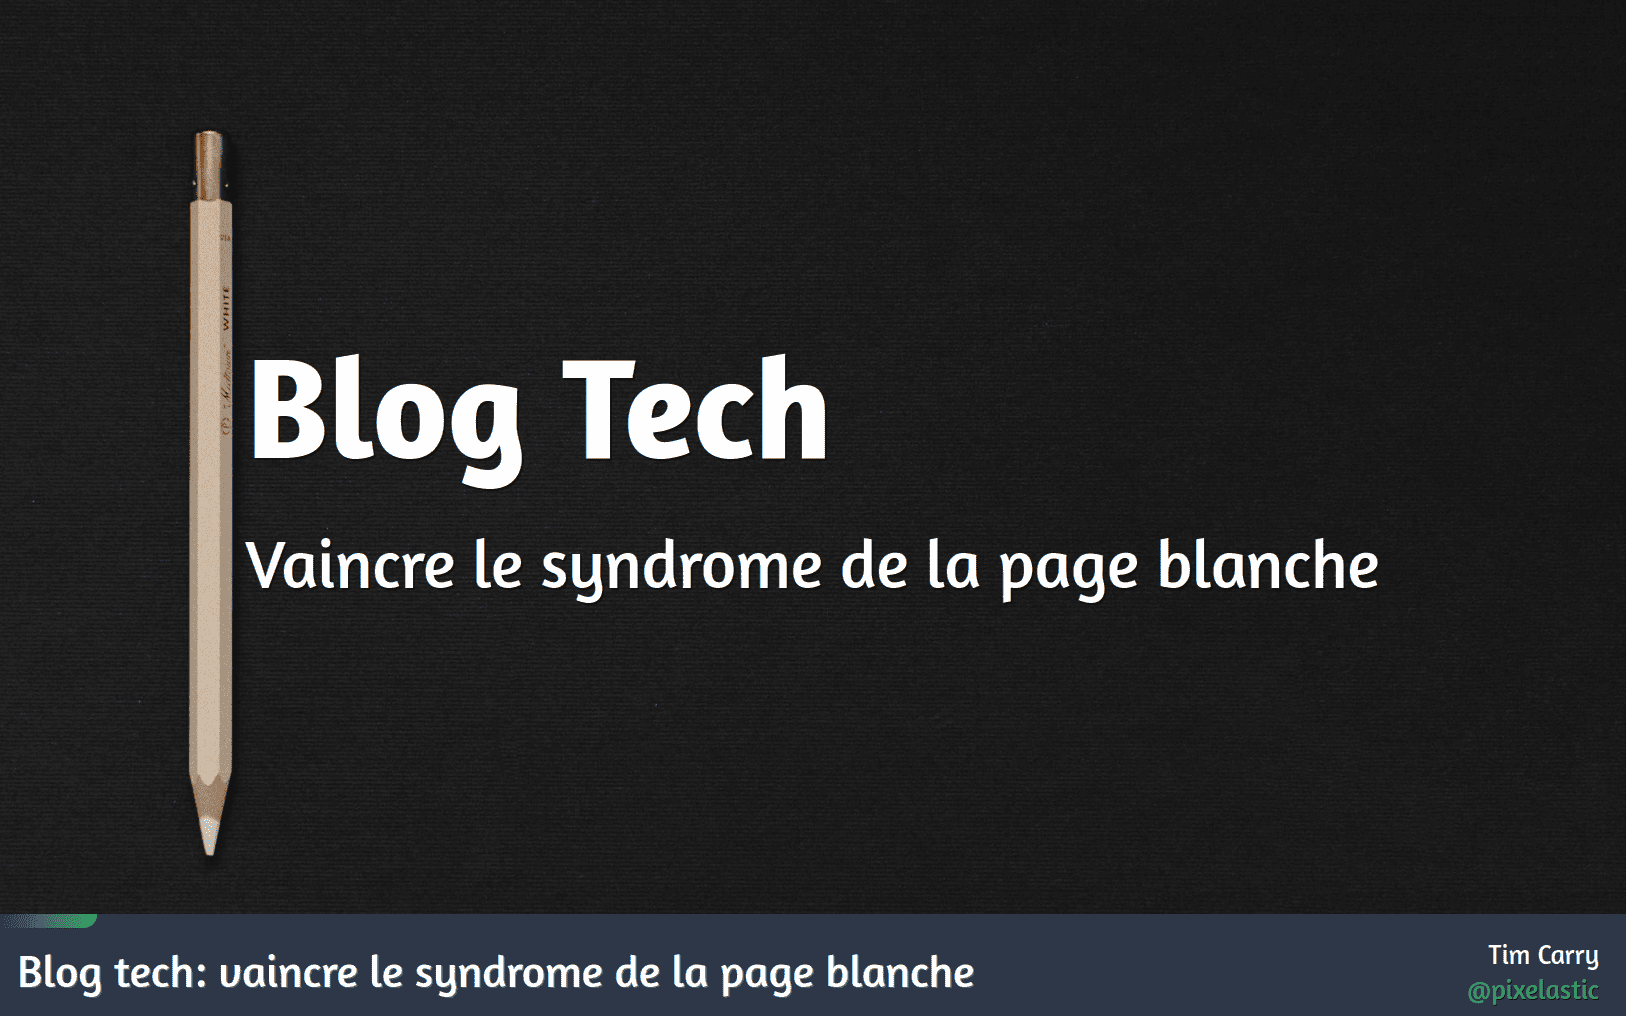 WHITE
Blog Tech
Vaincre le syndrome de la page blanche
Blog tech: vaincre le syndrome de la page blanche
Tim Carry
@pixelastic